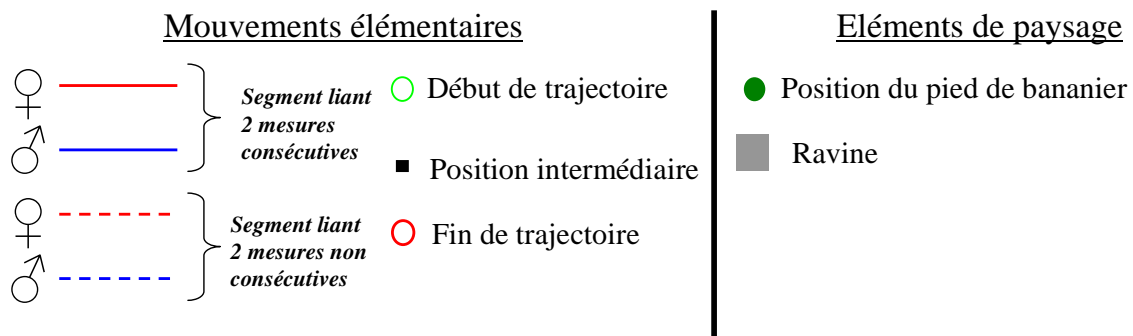 Mouvements élémentaires
Segment liant
2 mesures
consécutives
Segment liant
2 mesures non
consécutives
Début de trajectoire
Position intermédiaire
Fin de trajectoire
Eléments de paysage
Position du pied de bananier
Ravine